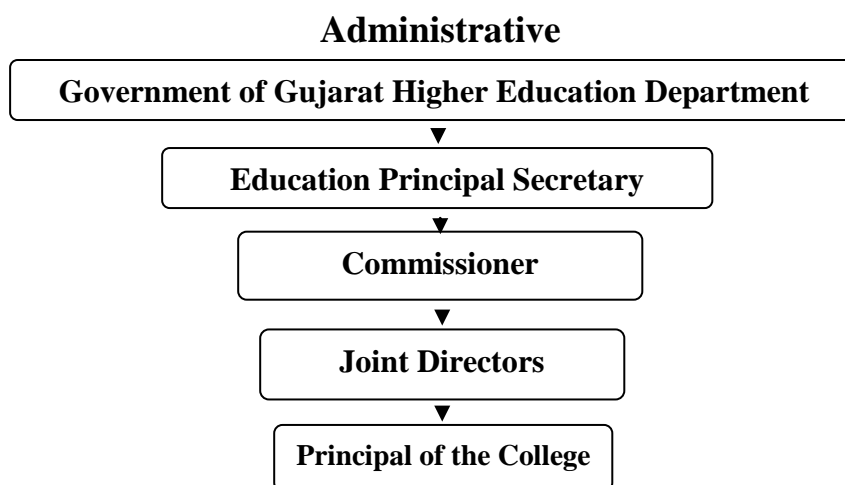 Administrative
Government of Gujarat Higher Education Department
Education Principal Secretary
Commissioner
Joint Directors
Principal of the College